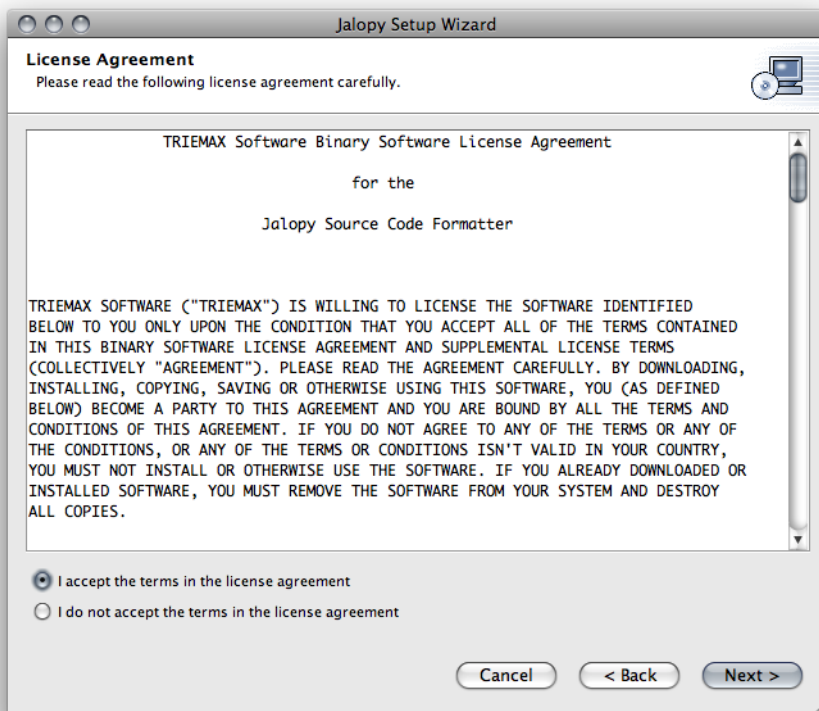 Jalopy Setup Wizard
License Agreement
Please read the following license agreement carefully.
TRIEMAX Software Binary Software License Agreement
for the
Jalopy Source Code Formatter
TRIEMAX SOFTWARE ("TRIEMAX") IS WILLING TO LICENSE THE SOFTWARE IDENTIFIED
BELOW TO YOU ONLY UPON THE CONDITION THAT YOU ACCEPT ALL OF THE TERMS CONTAINED
IN THIS BINARY SOFTWARE LICENSE AGREEMENT AND SUPPLEMENTAL LICENSE TERMS
(COLLECTIVELY "AGREEMENT"). PLEASE READ THE AGREEMENT CAREFULLY. BY DOWNLOADING,
INSTALLING, COPYING, SAVING OR OTHERWISE USING THIS SOFTWARE, YOU (AS DEFINED
BELOW) BECOME A PARTY TO THIS AGREEMENT AND YOU ARE BOUND BY ALL THE TERMS AND
CONDITIONS OF THIS AGREEMENT. IF YOU DO NOT AGREE TO ANY OF THE TERMS OR ANY OF
THE CONDITIONS, OR ANY OF THE TERMS OR CONDITIONS ISN'T VALID IN YOUR COUNTRY,
YOU MUST NOT INSTALL OR OTHERWISE USE THE SOFTWARE. IF YOU ALREADY DOWNLOADED OR
INSTALLED SOFTWARE, YOU MUST REMOVE THE SOFTWARE FROM YOUR SYSTEM AND DESTROY
ALL COPIES.
I accept the terms in the license agreement
I do not accept the terms in the license agreement
Cancel
< Back
Next >